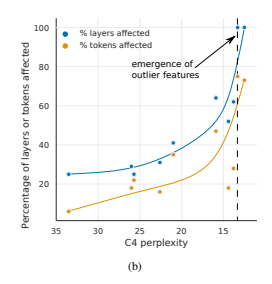 100
80
60
40
20
Percentage of layers or tokens affected
% layers affected
% tokens affected
emergence of
outlier features
35
30
25
20
15
C4 perplexity
(b)